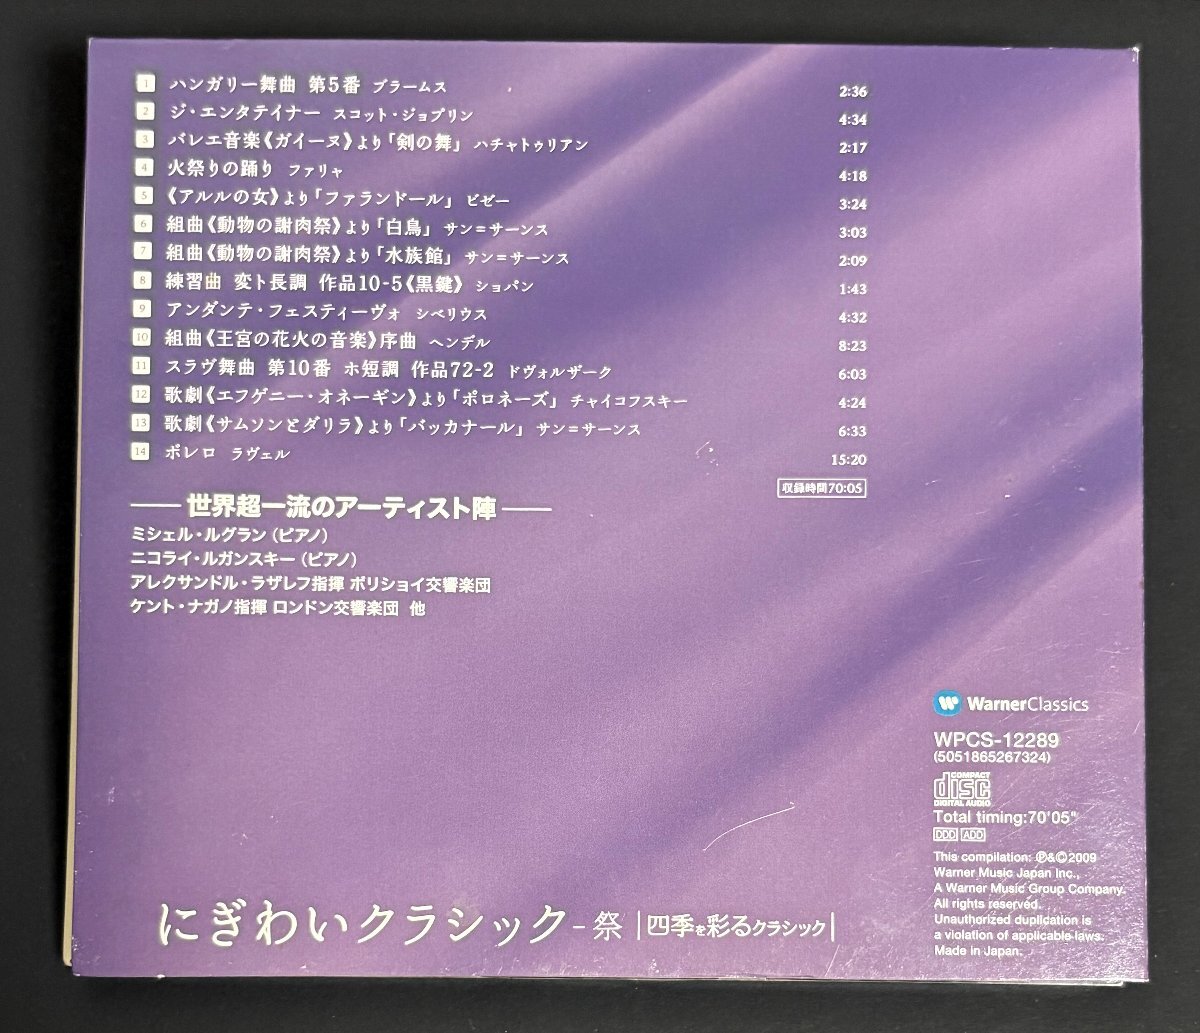 1 ハンガリー舞曲 第5番 ブラームス 2:36
2 ジ・エンタテイナー スコット・ジョプリン 4:34
3 バレエ音楽《ガイーヌ》より「剣の舞」 ハチャトゥリアン 2:17
4 火祭りの踊り ファリャ 4:18
5 《アルルの女》より「ファランドール」 ビゼー 3:24
6 組曲《動物の謝肉祭》より「白鳥」 サン=サーンス 3:03
7 組曲《動物の謝肉祭》より「水族館」 サン=サーンス 2:09
8 練習曲 変ト長調 作品10-5《黒鍵》 ショパン 1:43
9 アンダンテ・フェスティーヴォ シベリウス 4:32
10 組曲《王宮の花火の音楽》序曲 ヘンデル 8:23
11 スラヴ舞曲 第10番 ホ短調 作品72-2 ドヴォルザーク 6:03
12 歌劇《エフゲニー・オネーギン》より「ポロネーズ」 チャイコフスキー 4:24
13 歌劇《サムソンとダリラ》より「バッカナール」 サン=サーンス 6:33
14 ボレロ ラヴェル 15:20
収録時間70:05
世界超一流のアーティスト陣
ミシェル・ルグラン(ピアノ)
ニコライ・ルガンスキー(ピアノ)
アレクサンドル・ラザレフ指揮 ボリショイ交響楽団
ケント・ナガノ指揮 ロンドン交響楽団 他
WarnerClassics
WPCS-12289
(5051865267324)
COMPACT
disc
DIGITAL AUDIO
Total timing:70'05"
DDD ADD
This compilation: ℗&©2009
Warner Music Japan Inc.,
A Warner Music Group Company.
All rights reserved.
Unauthorized duplication is
a violation of applicable laws.
Made in Japan.
にぎわいクラシック-祭 |四季を彩るクラシック|